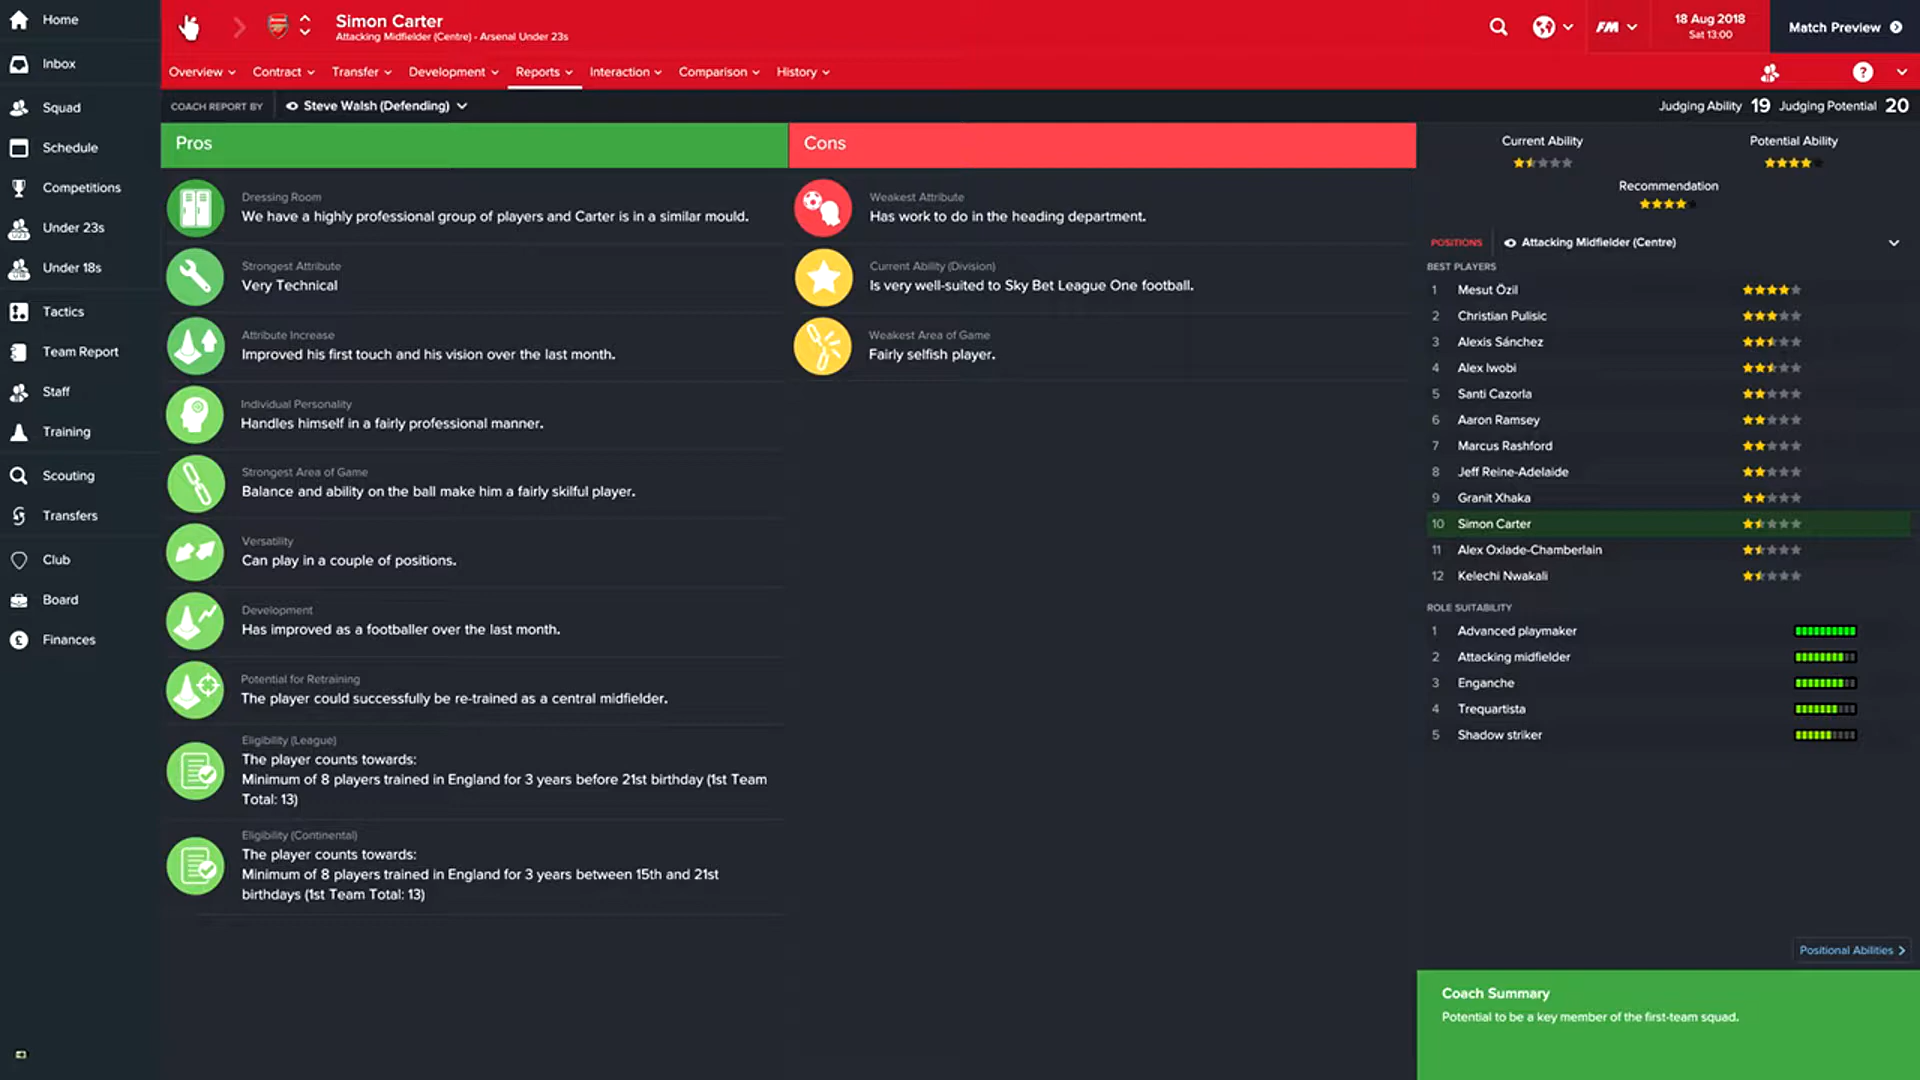 Home
Inbox
Squad
Schedule
Competitions
Under 23s
Under 18s
Tactics
Team Report
Staff
Training
Scouting
Transfers
Club
Board
Finances
Simon Carter
Attacking Midfielder (Centre) - Arsenal Under 23s
FM
18 Aug 2018
Sat 13:00
Match Preview
Overview
Contract
Transfer
Development
Reports
Interaction
Comparison
History
COACH REPORT BY
Steve Walsh (Defending)
Judging Ability 19 Judging Potential 20
Pros
Dressing Room
We have a highly professional group of players and Carter is in a similar mould.
Strongest Attribute
Very Technical
Attribute Increase
Improved his first touch and his vision over the last month.
Individual Personality
Handles himself in a fairly professional manner.
Strongest Area of Game
Balance and ability on the ball make him a fairly skilful player.
Versatility
Can play in a couple of positions.
Development
Has improved as a footballer over the last month.
Potential for Retraining
The player could successfully be re-trained as a central midfielder.
Eligibility (League)
The player counts towards:
Minimum of 8 players trained in England for 3 years before 21st birthday (1st Team
Total: 13)
Eligibility (Continental)
The player counts towards:
Minimum of 8 players trained in England for 3 years between 15th and 21st
birthdays (1st Team Total: 13)
Cons
Weakest Attribute
Has work to do in the heading department.
Current Ability (Division)
Is very well-suited to Sky Bet League One football.
Weakest Area of Game
Fairly selfish player.
Current Ability
Potential Ability
Recommendation
POSITIONS
Attacking Midfielder (Centre)
BEST PLAYERS
1 Mesut Özil
2 Christian Pulisic
3 Alexis Sánchez
4 Alex Iwobi
5 Santi Cazorla
6 Aaron Ramsey
7 Marcus Rashford
8 Jeff Reine-Adelaide
9 Granit Xhaka
10 Simon Carter
11 Alex Oxlade-Chamberlain
12 Kelechi Nwakali
ROLE SUITABILITY
1 Advanced playmaker
2 Attacking midfielder
3 Enganche
4 Trequartista
5 Shadow striker
Positional Abilities
Coach Summary
Potential to be a key member of the first-team squad.